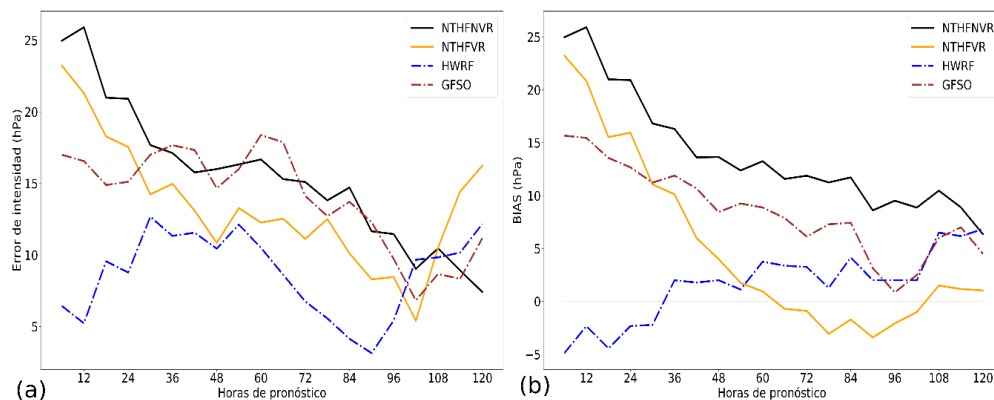 Error de intensidad (hPa)
25
20
15
10
5
12 24 36 48 60 72 84 96 108 120
Horas de pronóstico
NTHFNVR
NTHFVR
HWRF
GFSO
(a)
BIAS (hPa)
25
20
15
10
5
0
−5
12 24 36 48 60 72 84 96 108 120
Horas de pronóstico
NTHFNVR
NTHFVR
HWRF
GFSO
(b)